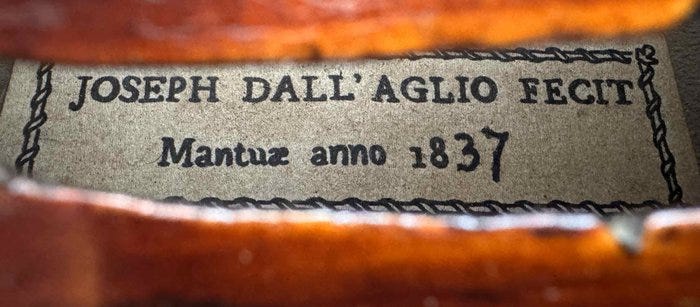 JOSEPH DALL'AGLIO FECIT
Mantuæ anno 1837